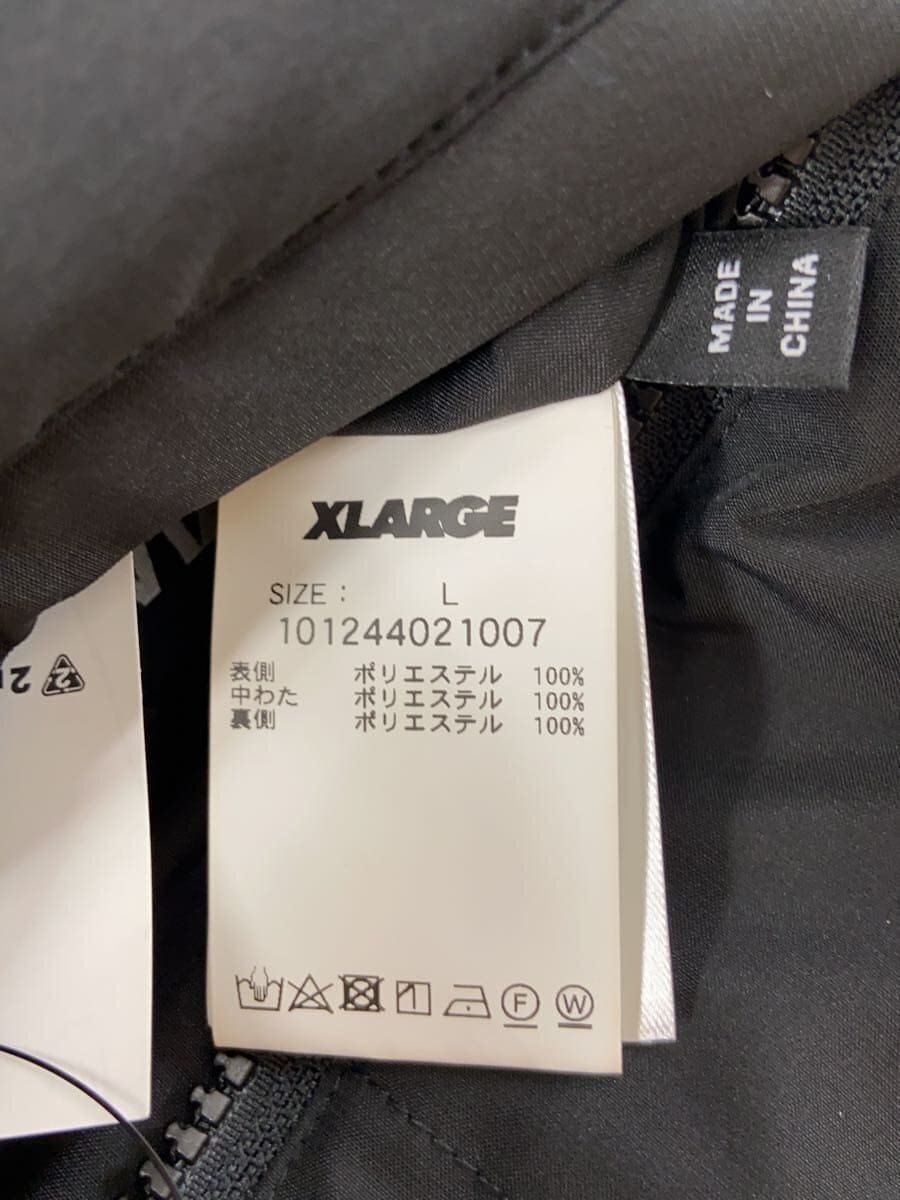 MADE
IN
CHINA
XLARGE
SIZE : L
101244021007
表側 ポリエステル 100%
中わた ポリエステル 100%
裏側 ポリエステル 100%
F
W
2